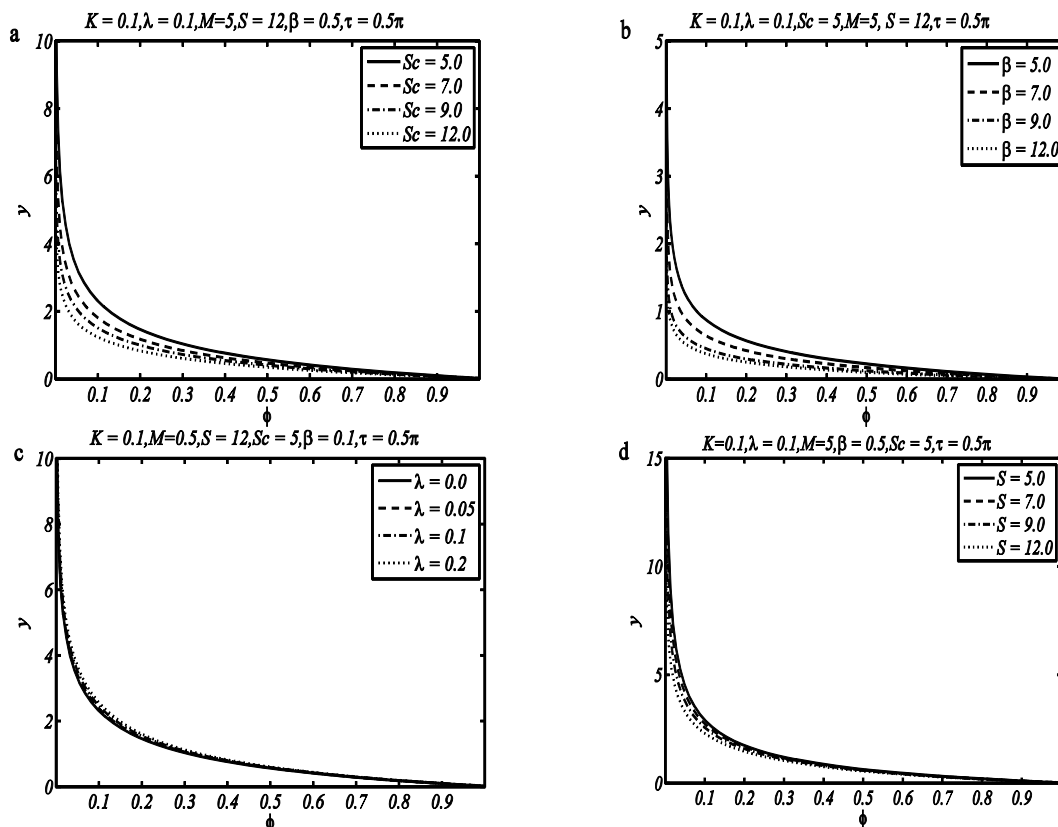 a
K = 0.1,λ = 0.1,M=5,S = 12,β = 0.5,τ = 0.5π
10
8
6
4
2
0
y
Sc = 5.0
Sc = 7.0
Sc = 9.0
Sc = 12.0
0.1 0.2 0.3 0.4 0.5 0.6 0.7 0.8 0.9
ϕ
b
K = 0.1,λ = 0.1,Sc = 5,M=5, S = 12,τ = 0.5π
5
4
3
2
1
0
y
β = 5.0
β = 7.0
β = 9.0
β = 12.0
0.1 0.2 0.3 0.4 0.5 0.6 0.7 0.8 0.9
ϕ
c
K = 0.1,M=0.5,S = 12,Sc = 5,β = 0.1,τ = 0.5π
10
8
6
4
2
0
y
λ = 0.0
λ = 0.05
λ = 0.1
λ = 0.2
0.1 0.2 0.3 0.4 0.5 0.6 0.7 0.8 0.9
ϕ
d
K=0.1,λ = 0.1,M=5,β = 0.5,Sc = 5,τ = 0.5π
15
10
5
0
y
S = 5.0
S = 7.0
S = 9.0
S = 12.0
0.1 0.2 0.3 0.4 0.5 0.6 0.7 0.8 0.9
ϕ